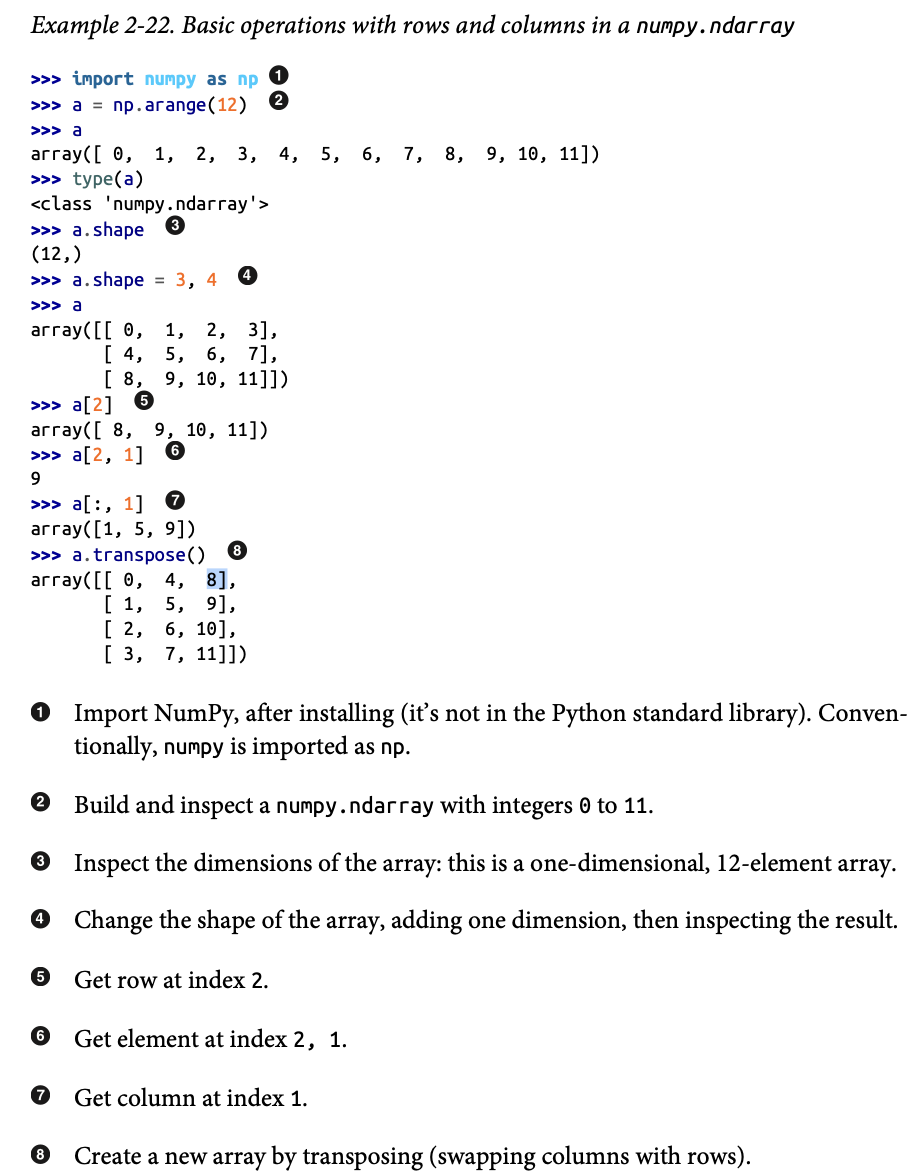 Example 2-22. Basic operations with rows and columns in a numpy.ndarray
>>> import numpy as np ❶
>>> a = np.arange(12) ❷
>>> a
array([ 0,  1,  2,  3,  4,  5,  6,  7,  8,  9, 10, 11])
>>> type(a)
<class 'numpy.ndarray'>
>>> a.shape ❸
(12,)
>>> a.shape = 3, 4 ❹
>>> a
array([[ 0,  1,  2,  3],
       [ 4,  5,  6,  7],
       [ 8,  9, 10, 11]])
>>> a[2] ❺
array([ 8,  9, 10, 11])
>>> a[2, 1] ❻
9
>>> a[:, 1] ❼
array([1, 5, 9])
>>> a.transpose() ❽
array([[ 0,  4,  8],
       [ 1,  5,  9],
       [ 2,  6, 10],
       [ 3,  7, 11]])
❶ Import NumPy, after installing (it’s not in the Python standard library). Conven-
tionally, numpy is imported as np.
❷ Build and inspect a numpy.ndarray with integers 0 to 11.
❸ Inspect the dimensions of the array: this is a one-dimensional, 12-element array.
❹ Change the shape of the array, adding one dimension, then inspecting the result.
❺ Get row at index 2.
❻ Get element at index 2, 1.
❼ Get column at index 1.
❽ Create a new array by transposing (swapping columns with rows).